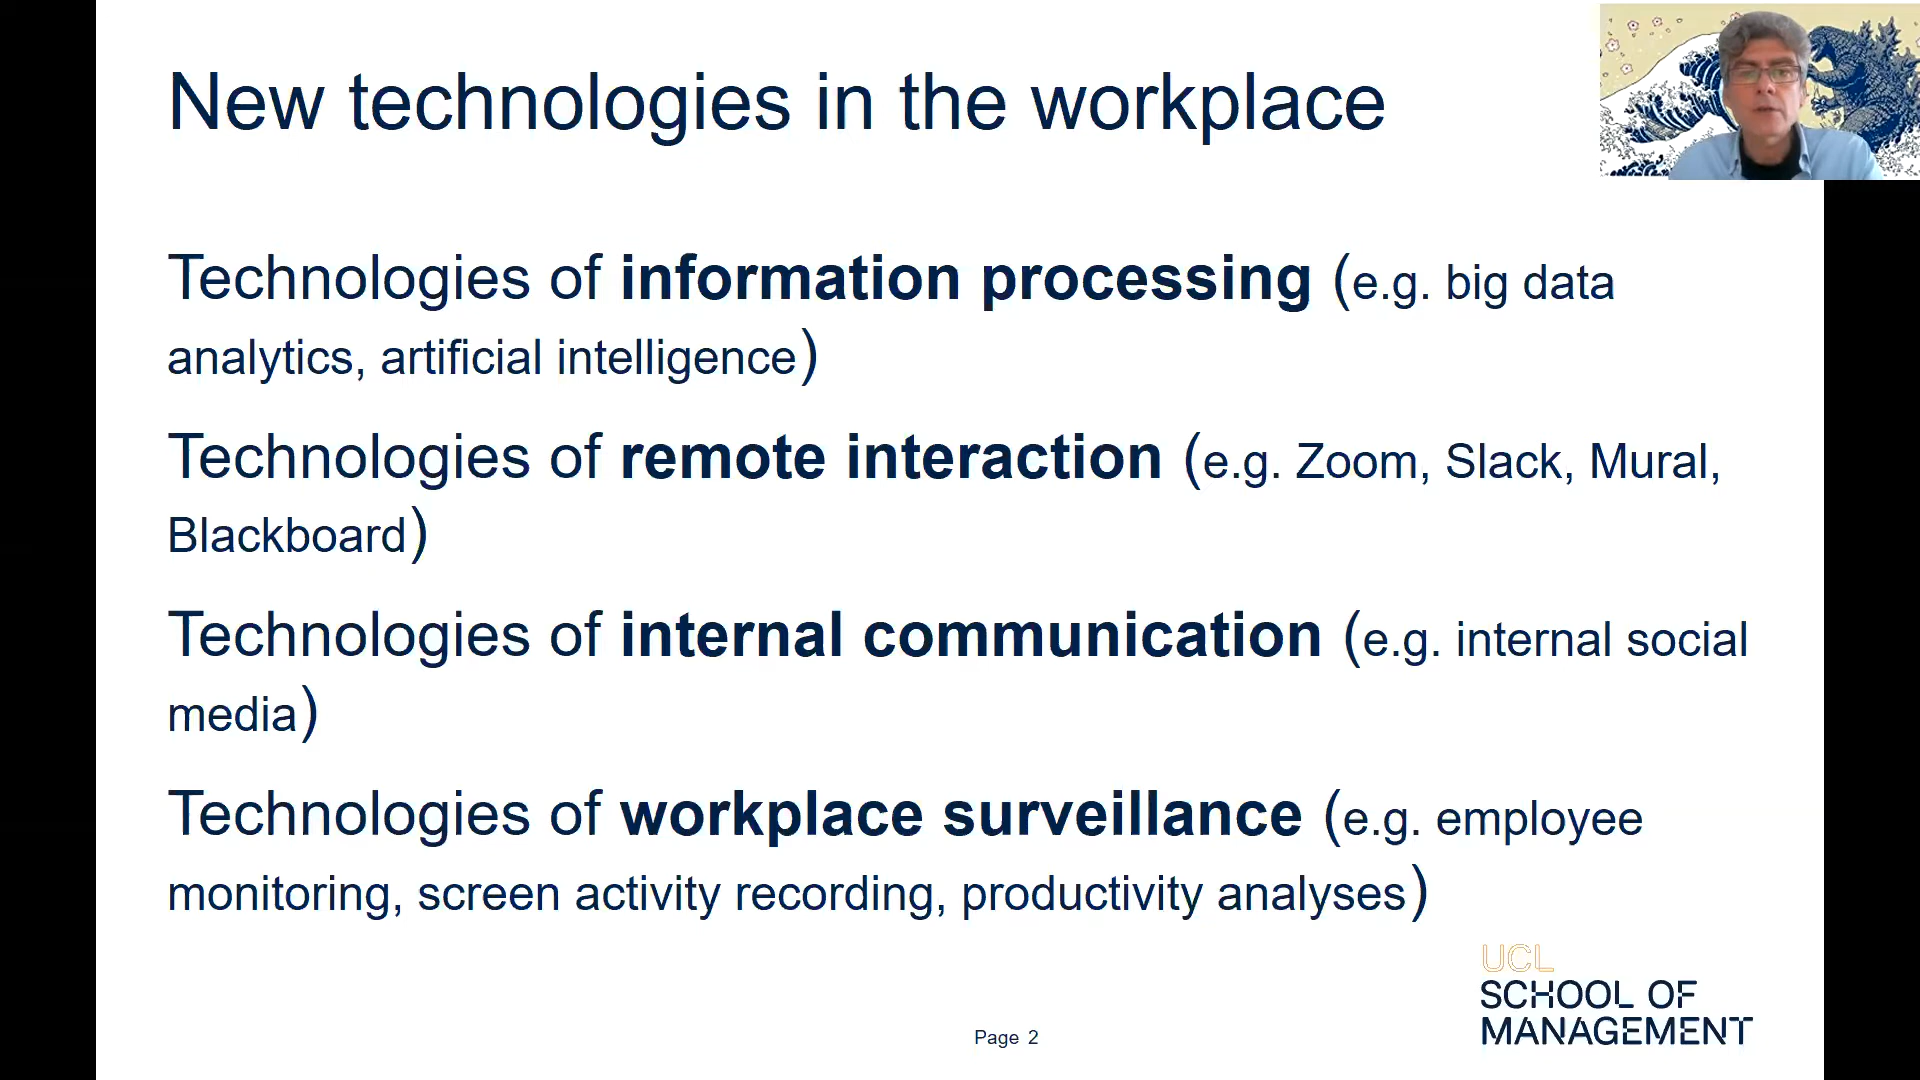 New technologies in the workplace
Technologies of information processing (e.g. big data
analytics, artificial intelligence)
Technologies of remote interaction (e.g. Zoom, Slack, Mural,
Blackboard)
Technologies of internal communication (e.g. internal social
media)
Technologies of workplace surveillance (e.g. employee
monitoring, screen activity recording, productivity analyses)
UCL
SCHOOL OF
MANAGEMENT
Page 2